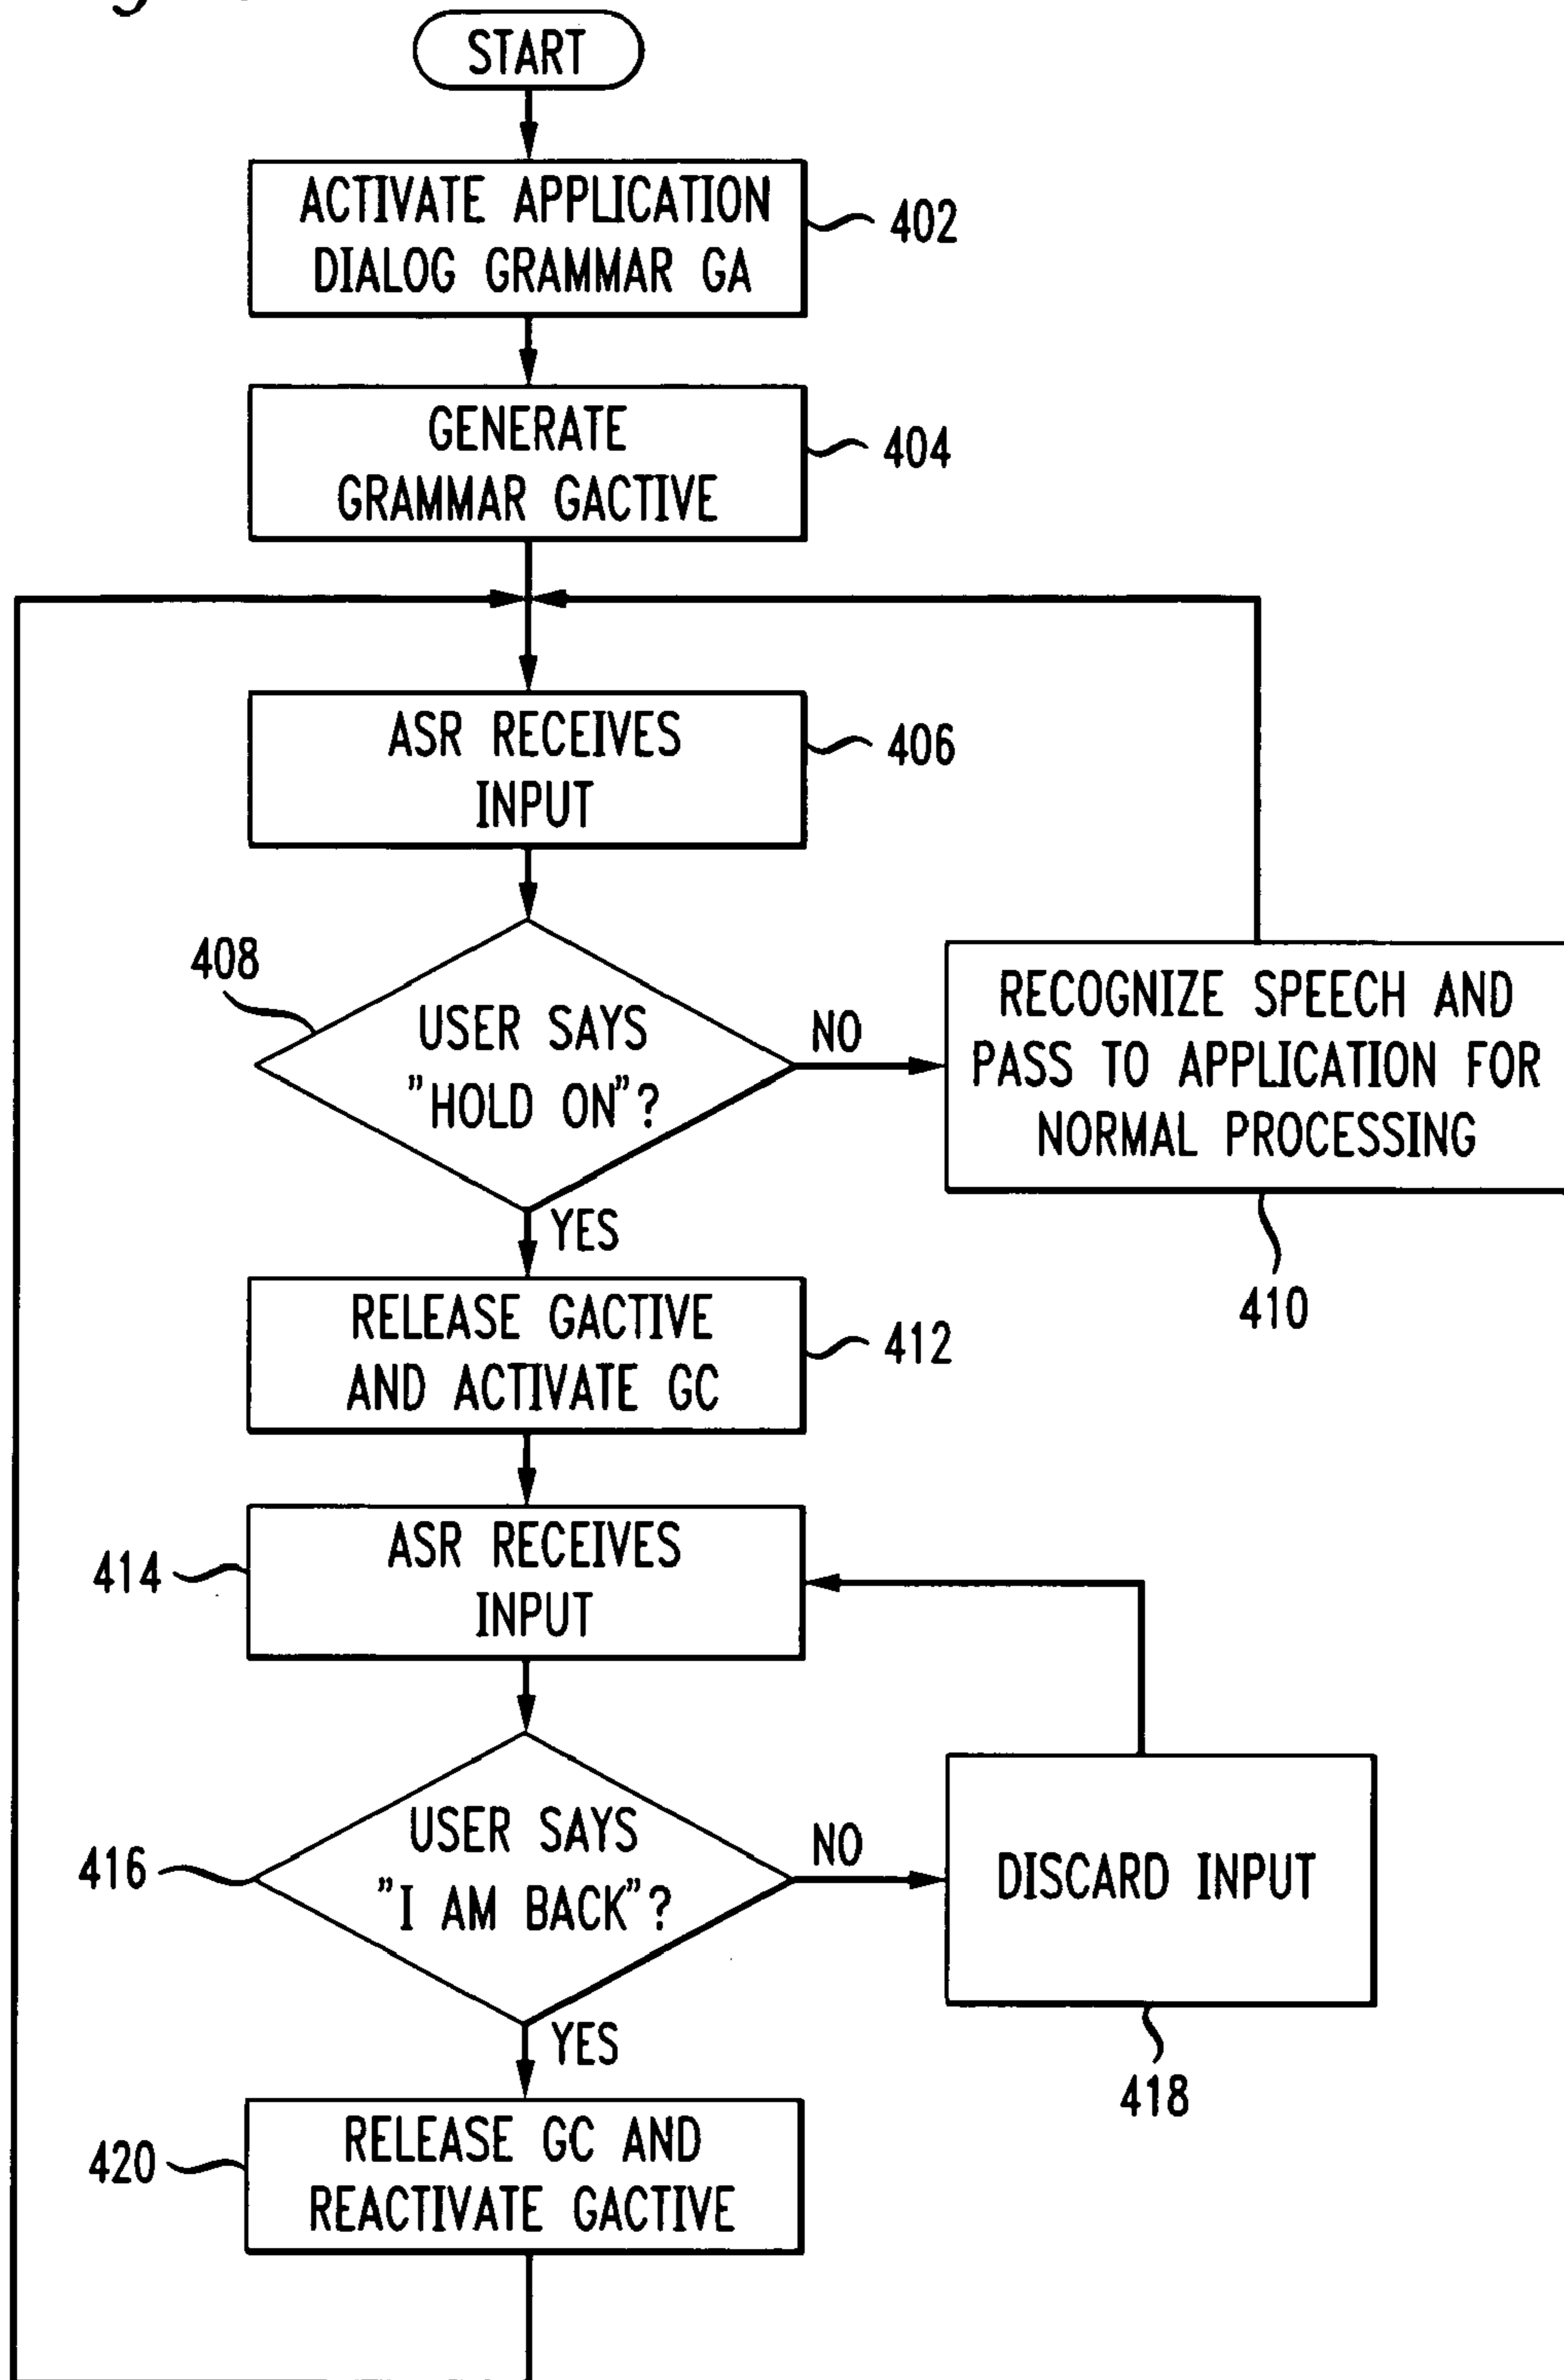 START
ACTIVATE APPLICATION
DIALOG GRAMMAR GA
402
GENERATE
GRAMMAR GACTIVE
404
ASR RECEIVES
INPUT
406
408
USER SAYS
"HOLD ON"?
NO
RECOGNIZE SPEECH AND
PASS TO APPLICATION FOR
NORMAL PROCESSING
410
YES
RELEASE GACTIVE
AND ACTIVATE GC
412
ASR RECEIVES
INPUT
414
USER SAYS
"I AM BACK"?
416
NO
DISCARD INPUT
418
YES
RELEASE GC AND
REACTIVATE GACTIVE
420